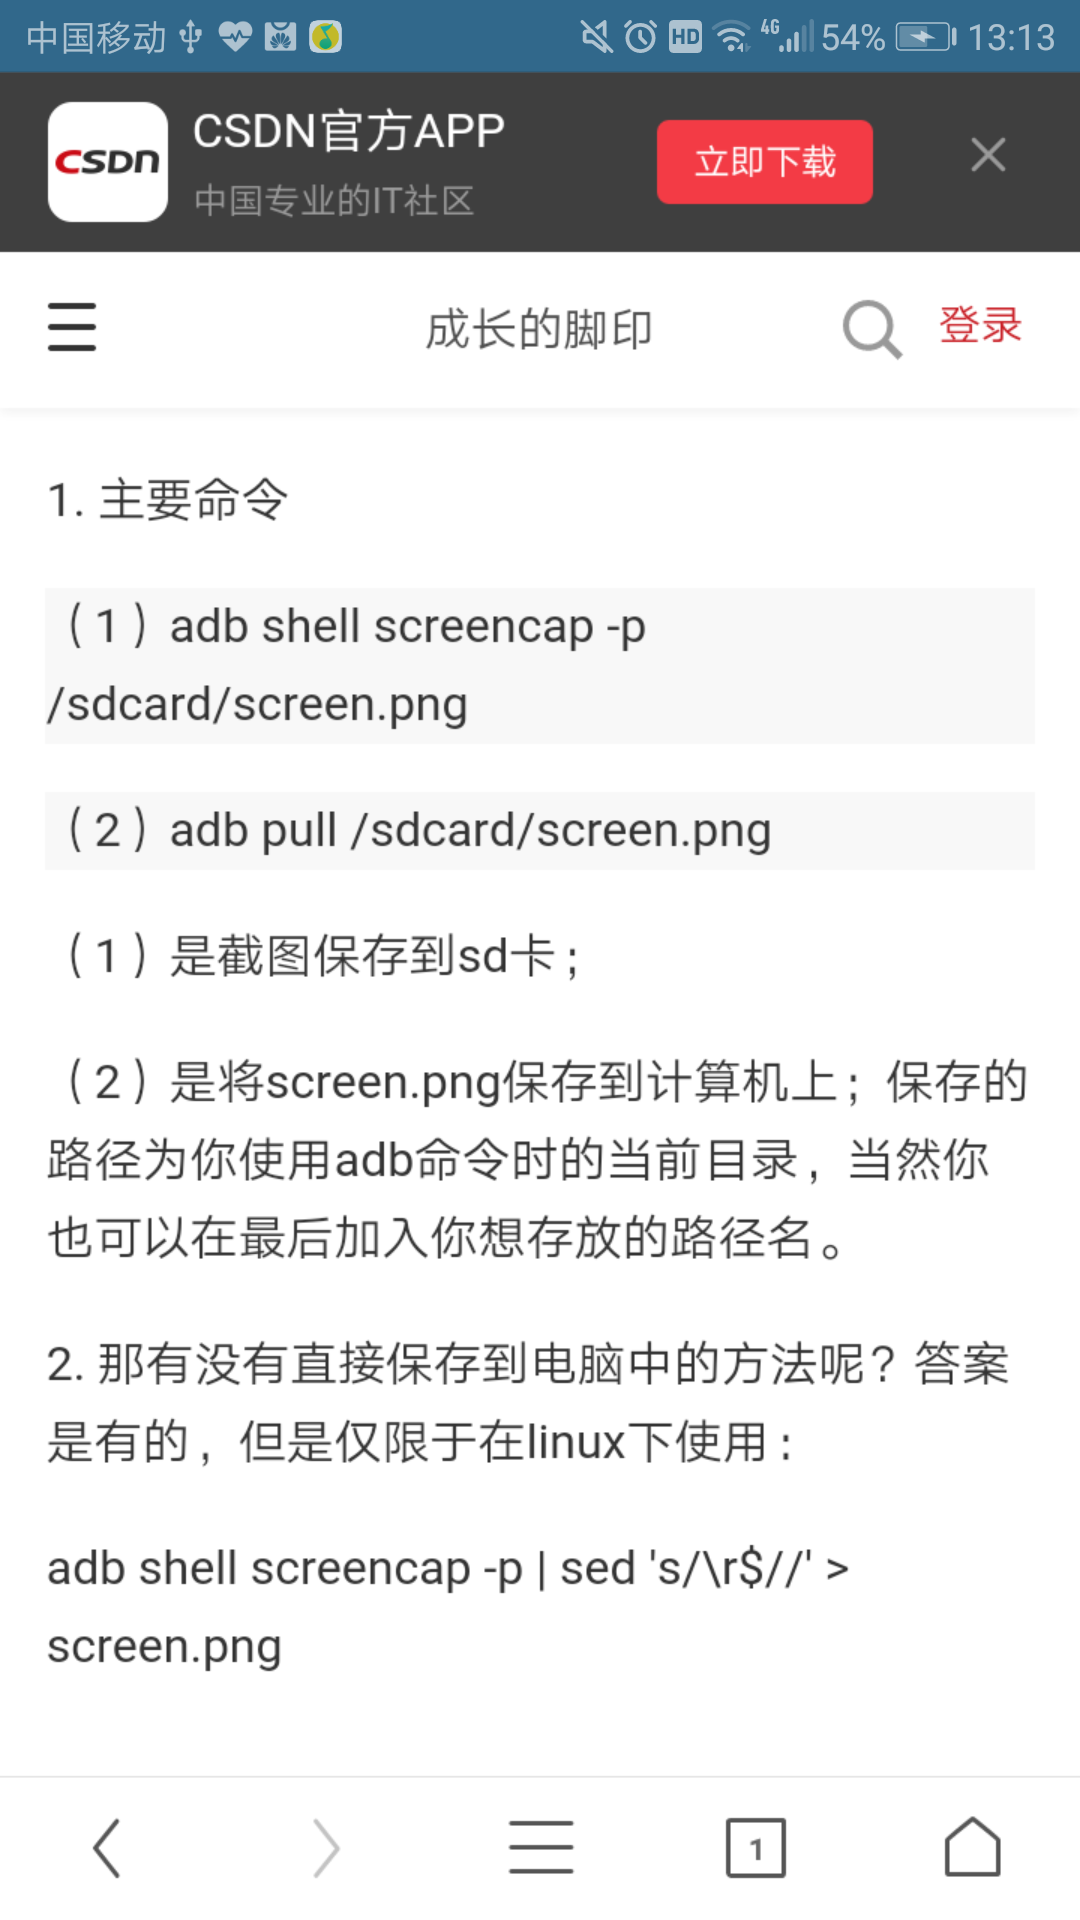 中国移动 HD 4G 54% 13:13
CSDN
CSDN官方APP
中国专业的IT社区
立即下载
成长的脚印
登录
1. 主要命令
（1）adb shell screencap -p
/sdcard/screen.png
（2）adb pull /sdcard/screen.png
（1）是截图保存到sd卡；
（2）是将screen.png保存到计算机上；保存的
路径为你使用adb命令时的当前目录，当然你
也可以在最后加入你想存放的路径名。
2. 那有没有直接保存到电脑中的方法呢？答案
是有的，但是仅限于在linux下使用：
adb shell screencap -p | sed 's/\r$//' >
screen.png
1